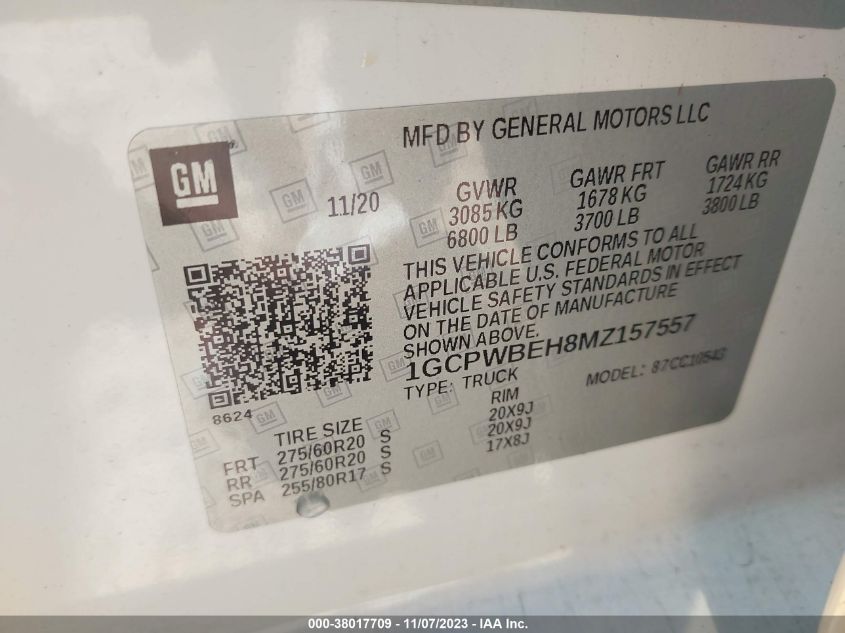 MFD BY GENERAL MOTORS LLC
GM
11/20
GVWR GAWR FRT GAWR RR
3085 KG 1678 KG 1724 KG
6800 LB 3700 LB 3800 LB
THIS VEHICLE CONFORMS TO ALL
APPLICABLE U.S. FEDERAL MOTOR
VEHICLE SAFETY STANDARDS IN EFFECT
ON THE DATE OF MANUFACTURE
SHOWN ABOVE.
1GCPWBEH8MZ157557
TYPE: TRUCK MODEL: 87CC10543
8624
TIRE SIZE RIM
FRT 275/60R20 S 20X9J
RR 275/60R20 S 20X9J
SPA 255/80R17 S 17X8J
000-38017709 - 11/07/2023 - IAA Inc.